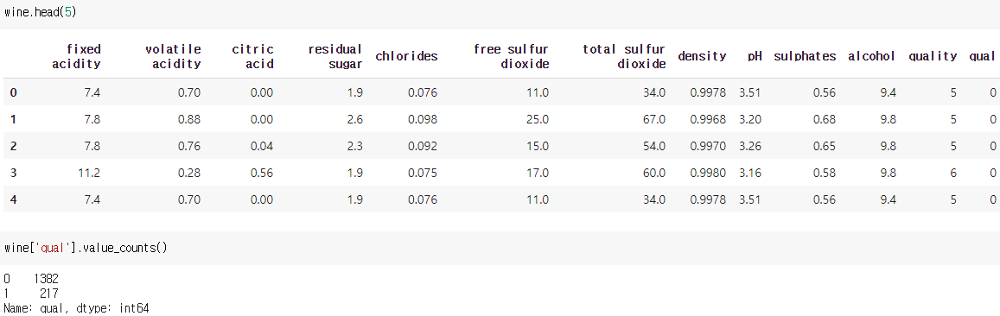 wine.head(5)
fixed acidity volatile acidity citric acid residual sugar chlorides free sulfur dioxide total sulfur dioxide density pH sulphates alcohol quality qual
0 7.4 0.70 0.00 1.9 0.076 11.0 34.0 0.9978 3.51 0.56 9.4 5 0
1 7.8 0.88 0.00 2.6 0.098 25.0 67.0 0.9968 3.20 0.68 9.8 5 0
2 7.8 0.76 0.04 2.3 0.092 15.0 54.0 0.9970 3.26 0.65 9.8 5 0
3 11.2 0.28 0.56 1.9 0.075 17.0 60.0 0.9980 3.16 0.58 9.8 6 0
4 7.4 0.70 0.00 1.9 0.076 11.0 34.0 0.9978 3.51 0.56 9.4 5 0
wine['qual'].value_counts()
0 1382
1 217
Name: qual, dtype: int64